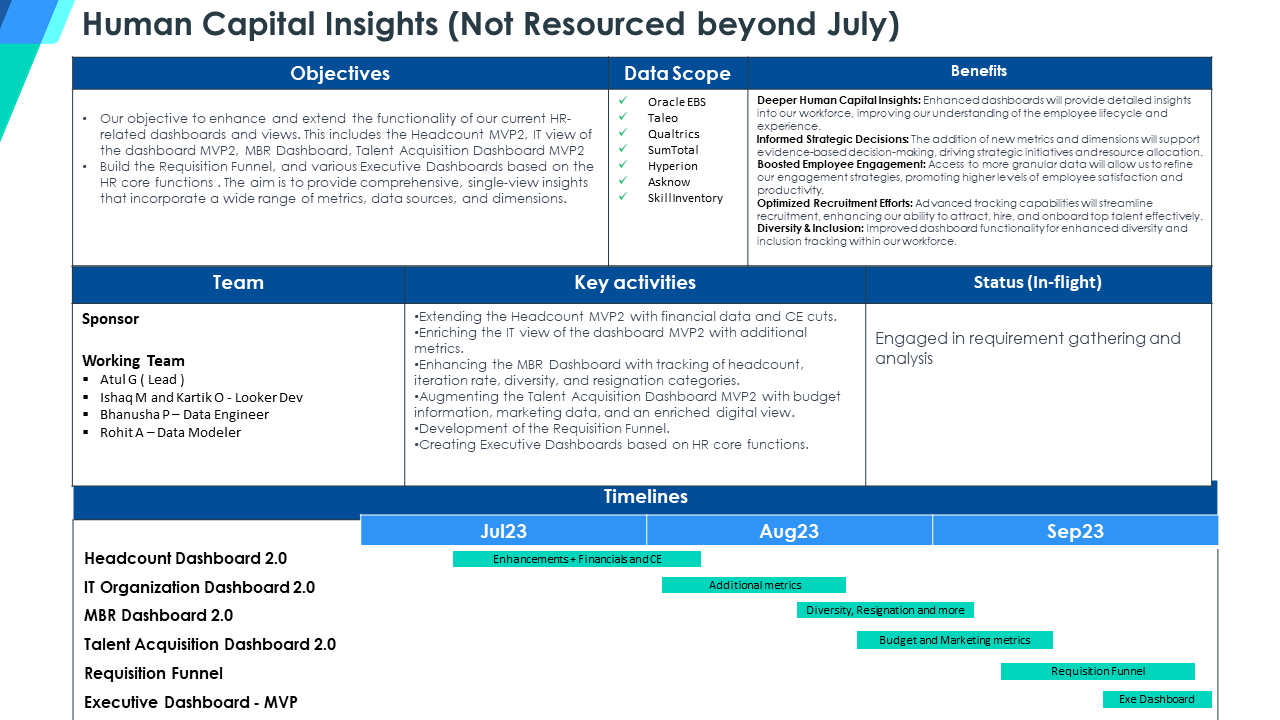 Human Capital Insights (Not Resourced beyond July)
Objectives
• Our objective to enhance and extend the functionality of our current HR-
related dashboards and views. This includes the Headcount MVP2, IT view of
the dashboard MVP2, MBR Dashboard, Talent Acquisition Dashboard MVP2
• Build the Requisition Funnel, and various Executive Dashboards based on the
HR core functions . The aim is to provide comprehensive, single-view insights
that incorporate a wide range of metrics, data sources, and dimensions.
Data Scope
✓ Oracle EBS
✓ Taleo
✓ Qualtrics
✓ SumTotal
✓ Hyperion
✓ Asknow
✓ Skill Inventory
Benefits
Deeper Human Capital Insights: Enhanced dashboards will provide detailed insights
into our workforce, improving our understanding of the employee lifecycle and
experience.
Informed Strategic Decisions: The addition of new metrics and dimensions will support
evidence-based decision-making, driving strategic initiatives and resource allocation.
Boosted Employee Engagement: Access to more granular data will allow us to refine
our engagement strategies, promoting higher levels of employee satisfaction and
productivity.
Optimized Recruitment Efforts: Advanced tracking capabilities will streamline
recruitment, enhancing our ability to attract, hire, and onboard top talent effectively.
Diversity & Inclusion: Improved dashboard functionality for enhanced diversity and
inclusion tracking within our workforce.
Team
Sponsor
Working Team
▪ Atul G ( Lead )
▪ Ishaq M and Kartik O - Looker Dev
▪ Bhanusha P – Data Engineer
▪ Rohit A – Data Modeler
Key activities
•Extending the Headcount MVP2 with financial data and CE cuts.
•Enriching the IT view of the dashboard MVP2 with additional
metrics.
•Enhancing the MBR Dashboard with tracking of headcount,
iteration rate, diversity, and resignation categories.
•Augmenting the Talent Acquisition Dashboard MVP2 with budget
information, marketing data, and an enriched digital view.
•Development of the Requisition Funnel.
•Creating Executive Dashboards based on HR core functions.
Status (In-flight)
Engaged in requirement gathering and
analysis
Timelines
Jul23 Aug23 Sep23
Headcount Dashboard 2.0 Enhancements + Financials and CE
IT Organization Dashboard 2.0 Additional metrics
MBR Dashboard 2.0 Diversity, Resignation and more
Talent Acquisition Dashboard 2.0 Budget and Marketing metrics
Requisition Funnel Requisition Funnel
Executive Dashboard - MVP Exe Dashboard